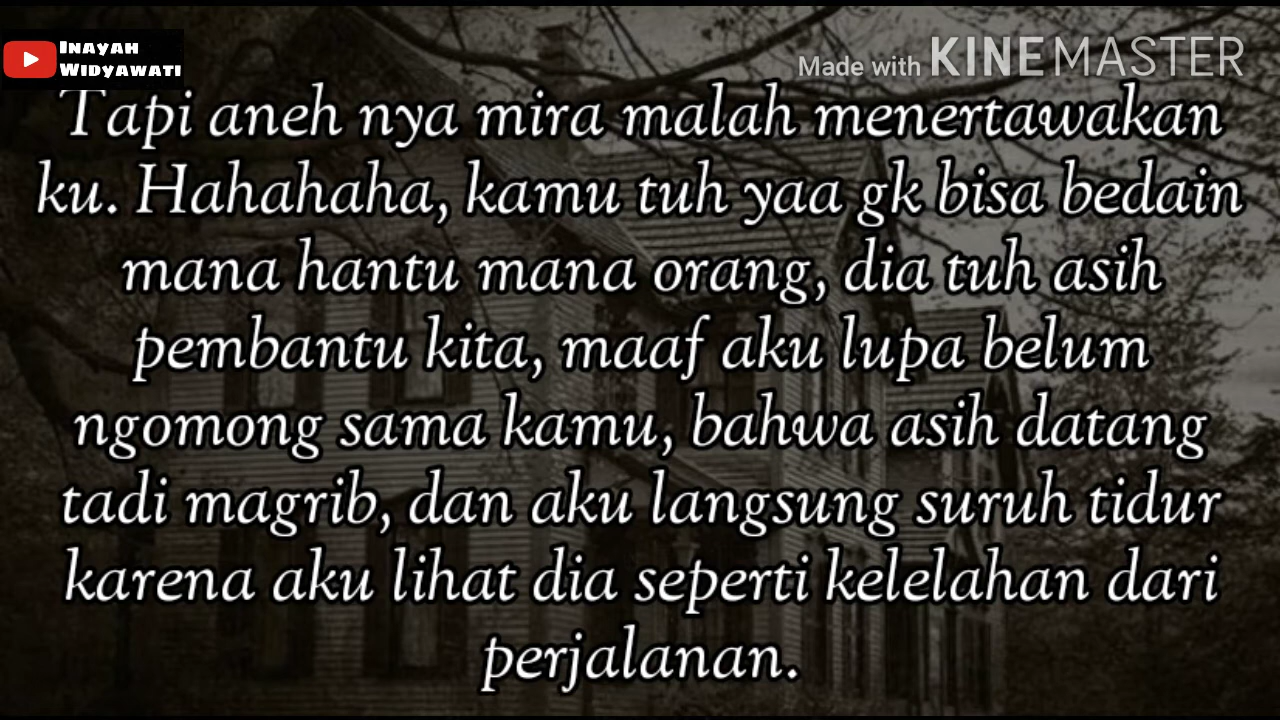 INAYAH
WIDYAWATI
Made with KINEMASTER
Tapi aneh nya mira malah menertawakan
ku. Hahahaha, kamu tuh yaa gk bisa bedain
mana hantu mana orang, dia tuh asih
pembantu kita, maaf aku lupa belum
ngomong sama kamu, bahwa asih datang
tadi magrib, dan aku langsung suruh tidur
karena aku lihat dia seperti kelelahan dari
perjalanan.